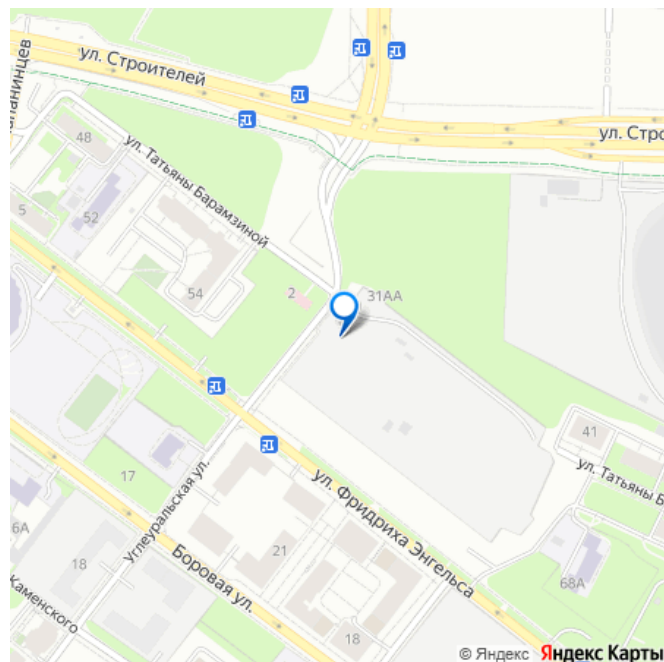 ул. Строителей
ул. Стро
48
ул. Татьяны Барамзиной
5
52
54
2
31АА
41
ул. Татьяны Б
17
Углеуральская ул.
ул. Фридриха Энгельса
6А
18
Боровая ул.
21
68А
Каменского
18
© Яндекс Яндекс Карты